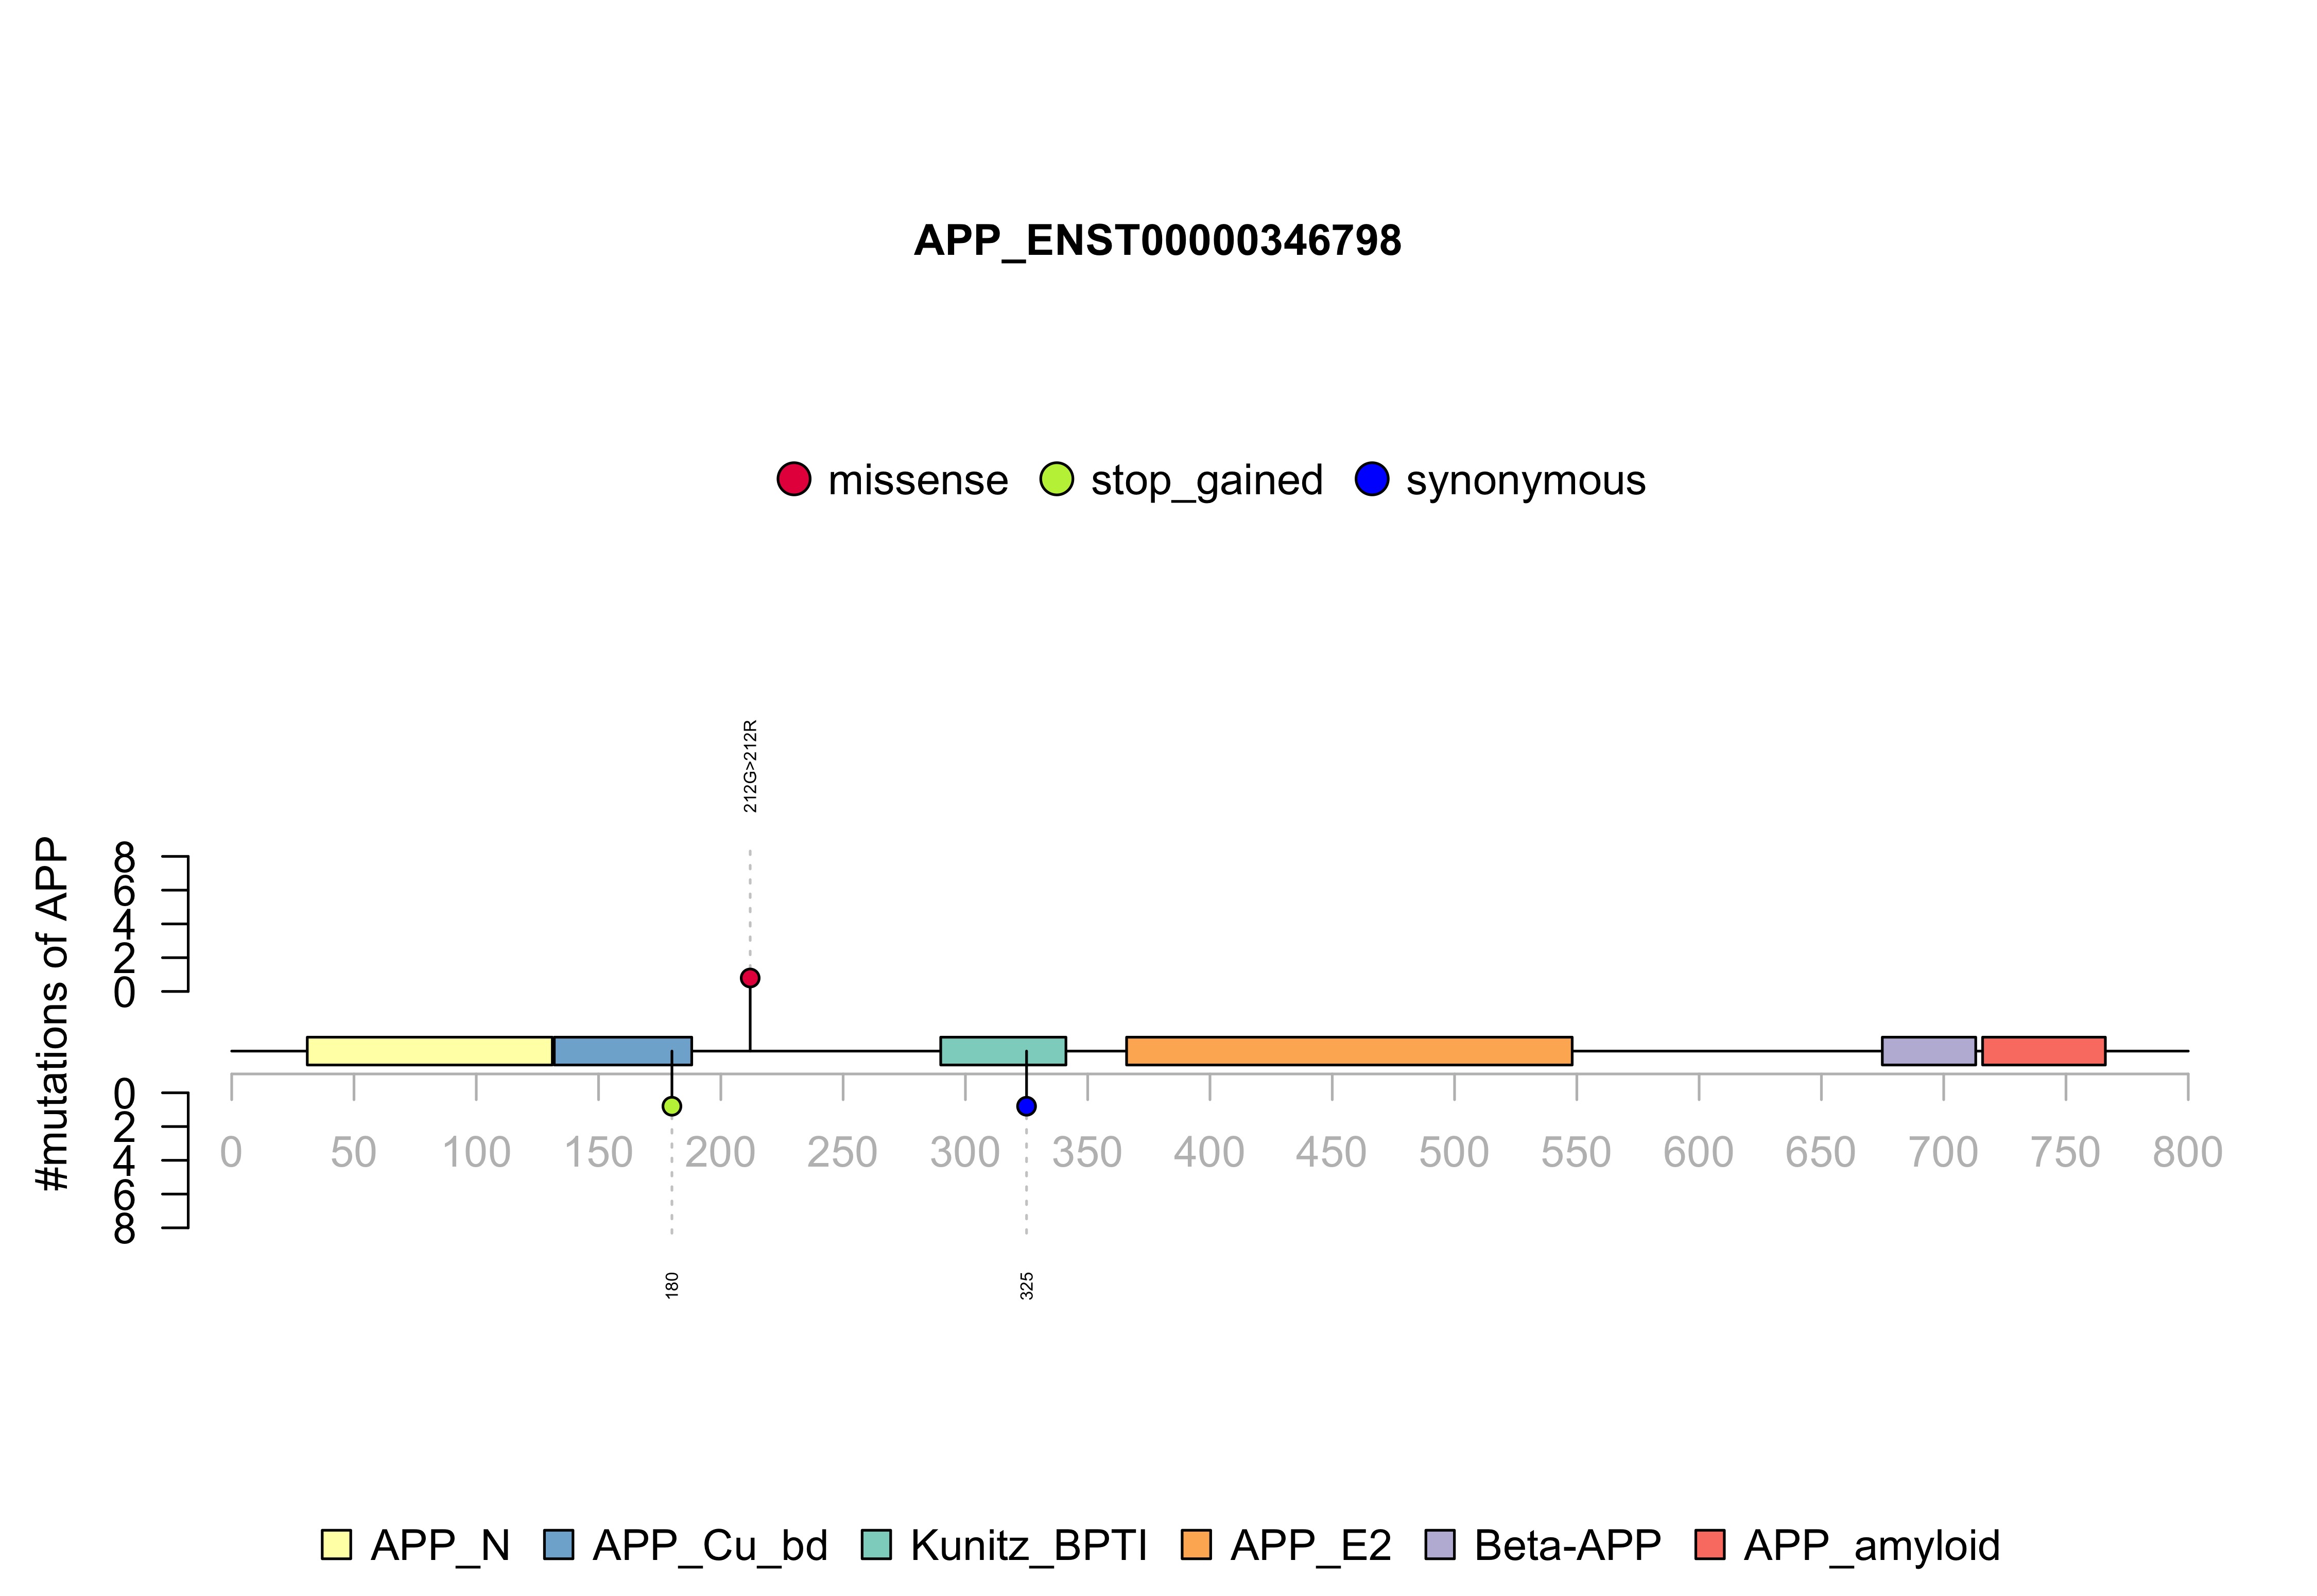 APP_ENST00000346798
missense stop_gained synonymous
212G>212R
#mutations of APP
8
6
4
2
0
0
2
4
6
8
0 50 100 150 200 250 300 350 400 450 500 550 600 650 700 750 800
180 325
APP_N APP_Cu_bd Kunitz_BPTI APP_E2 Beta-APP APP_amyloid